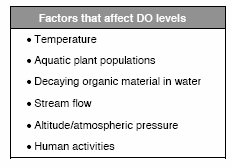 Factors that affect DO levels
• Temperature
• Aquatic plant populations
• Decaying organic material in water
• Stream flow
• Altitude/atmospheric pressure
• Human activities